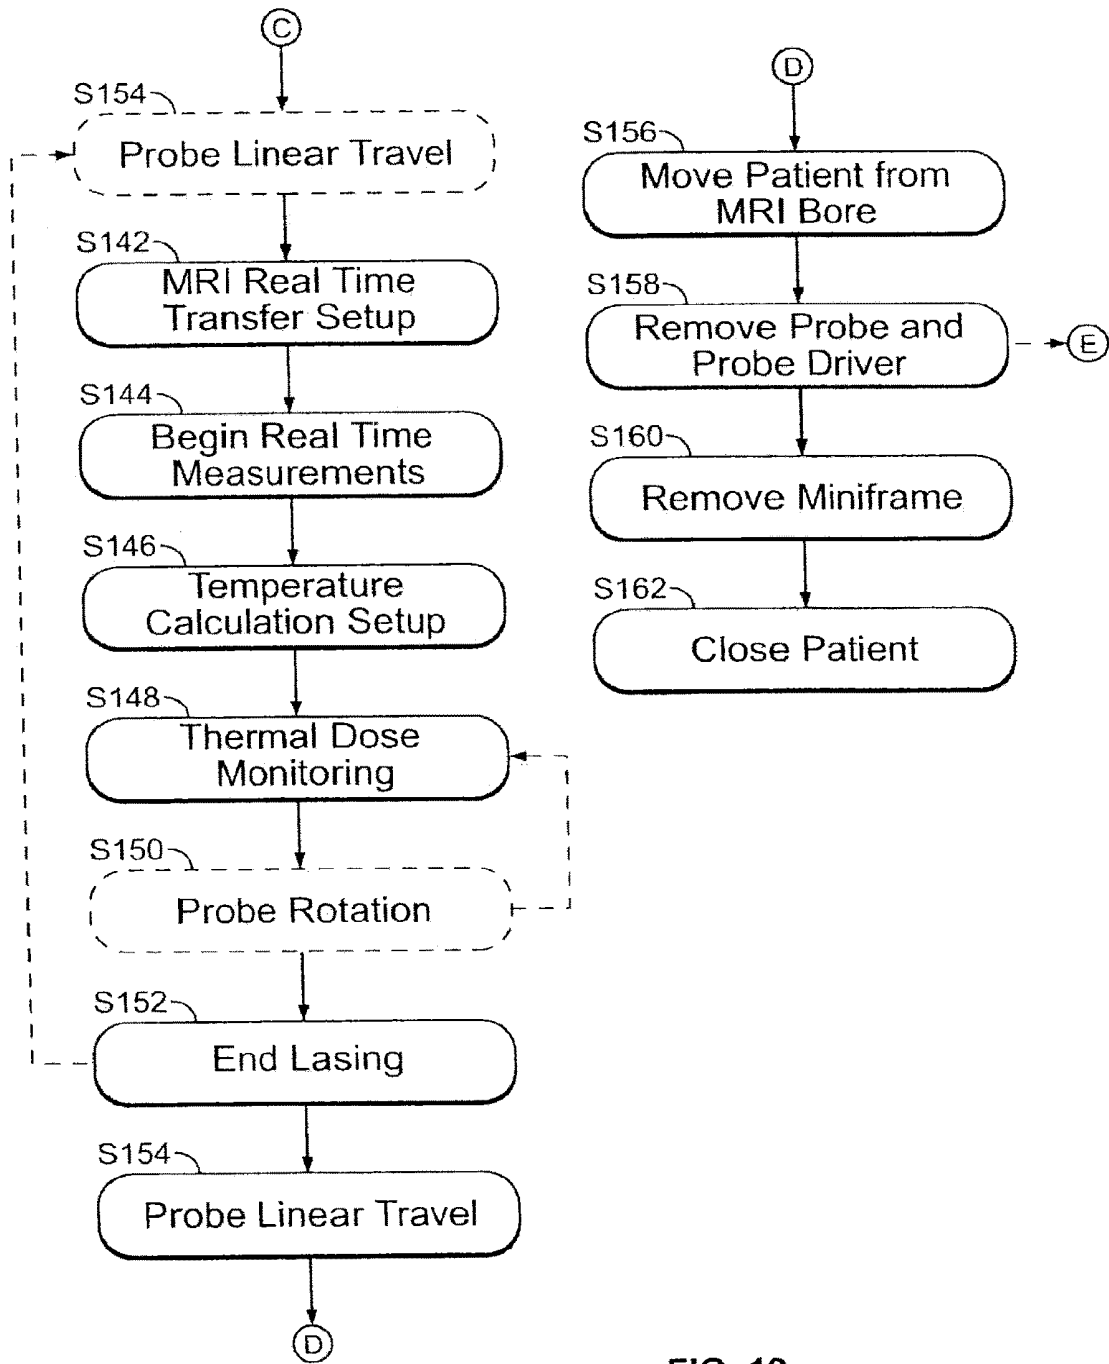 C
S154
Probe Linear Travel
S142
MRI Real Time
Transfer Setup
S144
Begin Real Time
Measurements
S146
Temperature
Calculation Setup
S148
Thermal Dose
Monitoring
S150
Probe Rotation
S152
End Lasing
S154
Probe Linear Travel
D
D
S156
Move Patient from
MRI Bore
S158
Remove Probe and
Probe Driver
E
S160
Remove Miniframe
S162
Close Patient